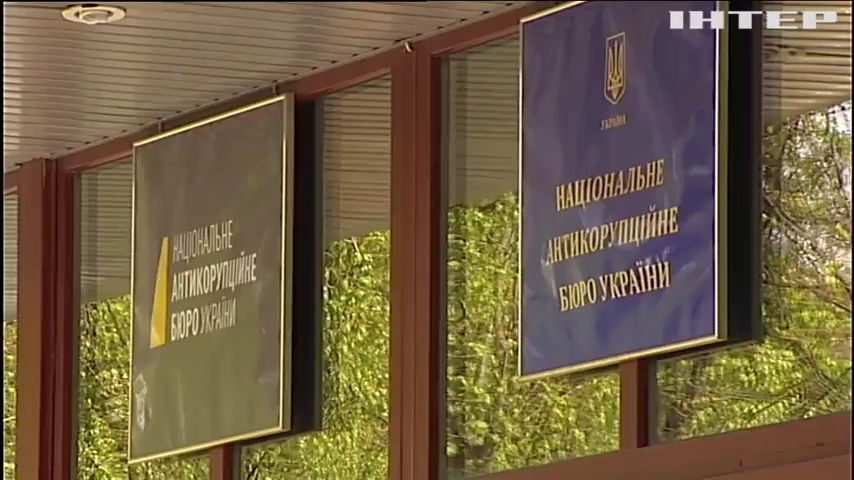 ІНТЕР
НАЦІОНАЛЬНЕ
АНТИКОРУПЦІЙНЕ
БЮРО УКРАЇНИ
УКРАЇНА
НАЦІОНАЛЬНЕ
АНТИКОРУПЦІЙНЕ
БЮРО УКРАЇНИ